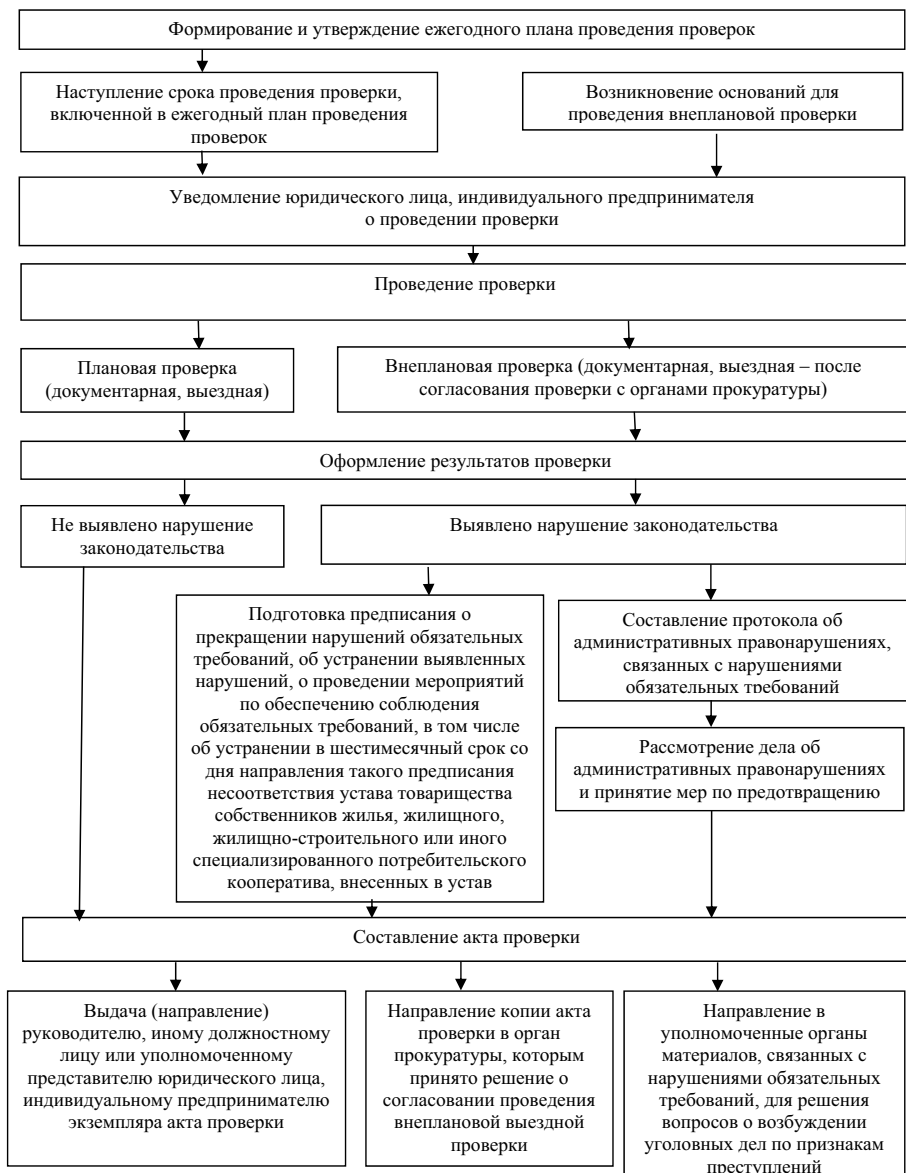 Формирование и утверждение ежегодного плана проведения проверок
Наступление срока проведения проверки,
включенной в ежегодный план проведения
проверок
Возникновение оснований для
проведения внеплановой проверки
Уведомление юридического лица, индивидуального предпринимателя
о проведении проверки
Проведение проверки
Плановая проверка
(документарная, выездная)
Внеплановая проверка (документарная, выездная – после
согласования проверки с органами прокуратуры)
Оформление результатов проверки
Не выявлено нарушение
законодательства
Выявлено нарушение законодательства
Подготовка предписания о
прекращении нарушений обязательных
требований, об устранении выявленных
нарушений, о проведении мероприятий
по обеспечению соблюдения
обязательных требований, в том числе
об устранении в шестимесячный срок со
дня направления такого предписания
несоответствия устава товарищества
собственников жилья, жилищного,
жилищно-строительного или иного
специализированного потребительского
кооператива, внесенных в устав
Составление протокола об
административных правонарушениях,
связанных с нарушениями
обязательных требований
Рассмотрение дела об
административных правонарушениях
и принятие мер по предотвращению
Составление акта проверки
Выдача (направление)
руководителю, иному должностному
лицу или уполномоченному
представителю юридического лица,
индивидуальному предпринимателю
экземпляра акта проверки
Направление копии акта
проверки в орган
прокуратуры, которым
принято решение о
согласовании проведения
внеплановой выездной
проверки
Направление в
уполномоченные органы
материалов, связанных с
нарушениями обязательных
требований, для решения
вопросов о возбуждении
уголовных дел по признакам
преступлений